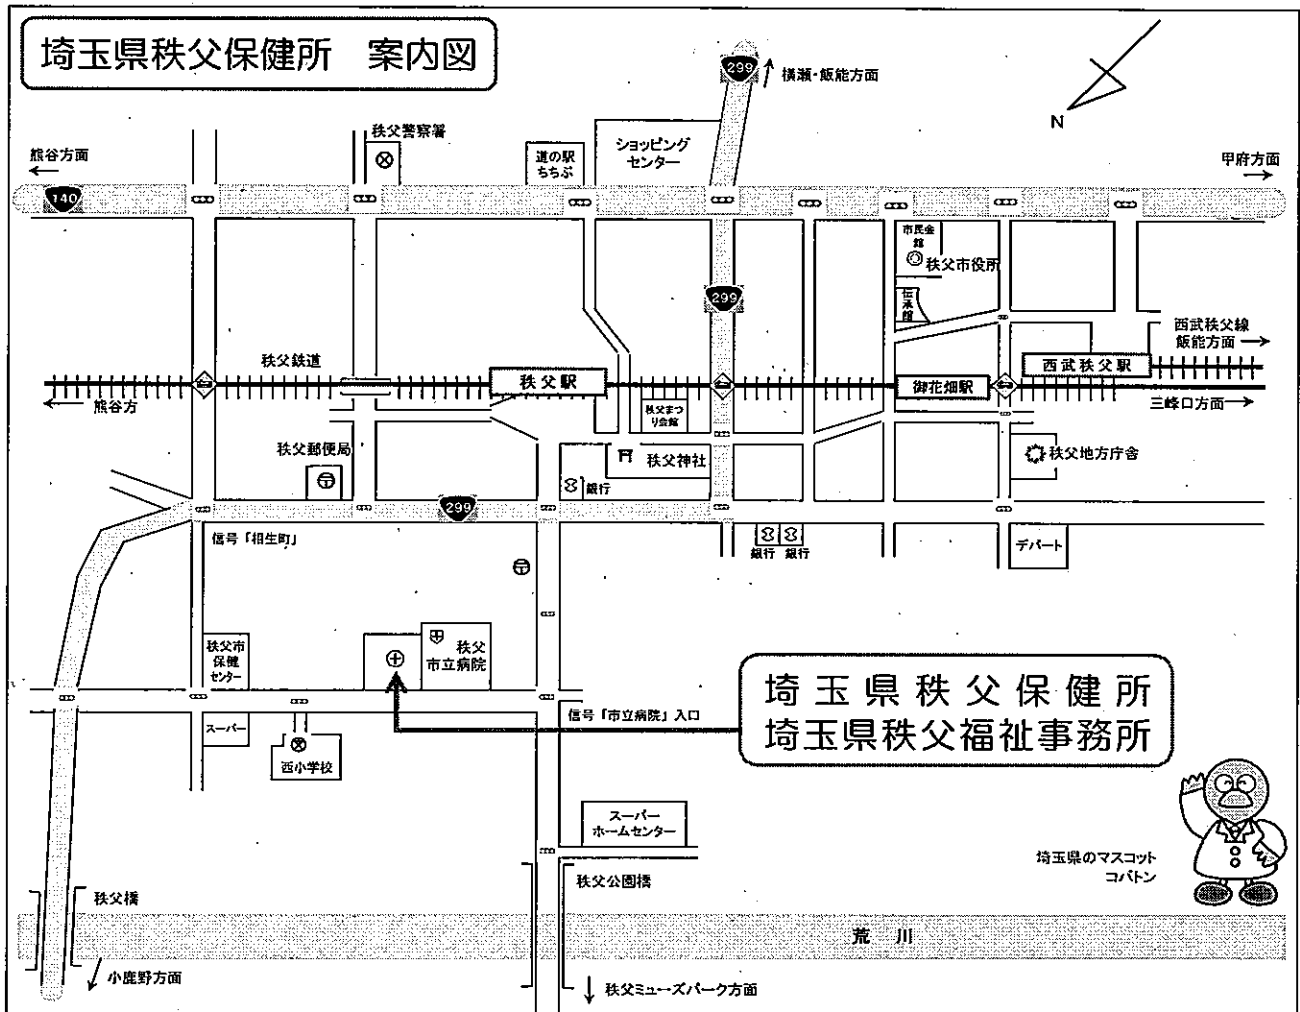 埼玉県秩父保健所　案内図
299
横瀬・飯能方面
N
秩父警察署
熊谷方面
道の駅
ちちぶ
ショッピング
センター
甲府方面
140
市民会
館
秩父市役所
伝
承
館
299
西武秩父線
飯能方面
秩父鉄道
秩父駅
西武秩父駅
御花畑駅
熊谷方
三峰口方面
秩父まつ
り会館
秩父郵便局
秩父神社
秩父地方庁舎
銀行
299
信号「相生町」
銀行
銀行
デパート
秩父市
保健
センター
秩父
市立病院
埼玉県秩父保健所
埼玉県秩父福祉事務所
信号「市立病院」入口
スーパー
西小学校
スーパー
ホームセンター
埼玉県のマスコット
コバトン
秩父公園橋
秩父橋
荒川
小鹿野方面
秩父ミューズパーク方面